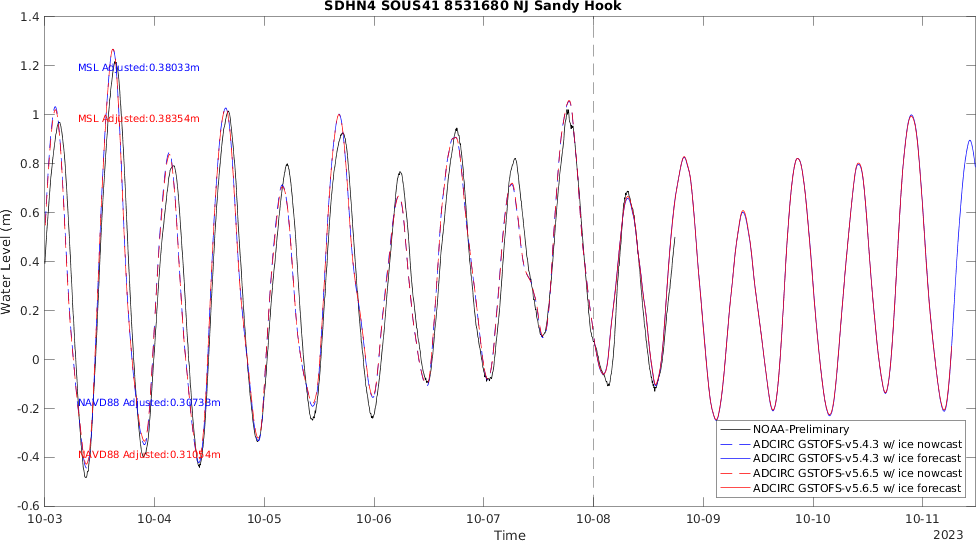 SDHN4 SOUS41 8531680 NJ Sandy Hook
1.4
1.2
1
0.8
0.6
0.4
0.2
0
-0.2
-0.4
-0.6
Water Level (m)
MSL Adjusted:0.38033m
MSL Adjusted:0.38354m
NAVD88 Adjusted:0.30733m
NAVD88 Adjusted:0.31054m
NOAA-Preliminary
ADCIRC GSTOFS-v5.4.3 w/ ice nowcast
ADCIRC GSTOFS-v5.4.3 w/ ice forecast
ADCIRC GSTOFS-v5.6.5 w/ ice nowcast
ADCIRC GSTOFS-v5.6.5 w/ ice forecast
10-03 10-04 10-05 10-06 10-07 10-08 10-09 10-10 10-11
Time
2023